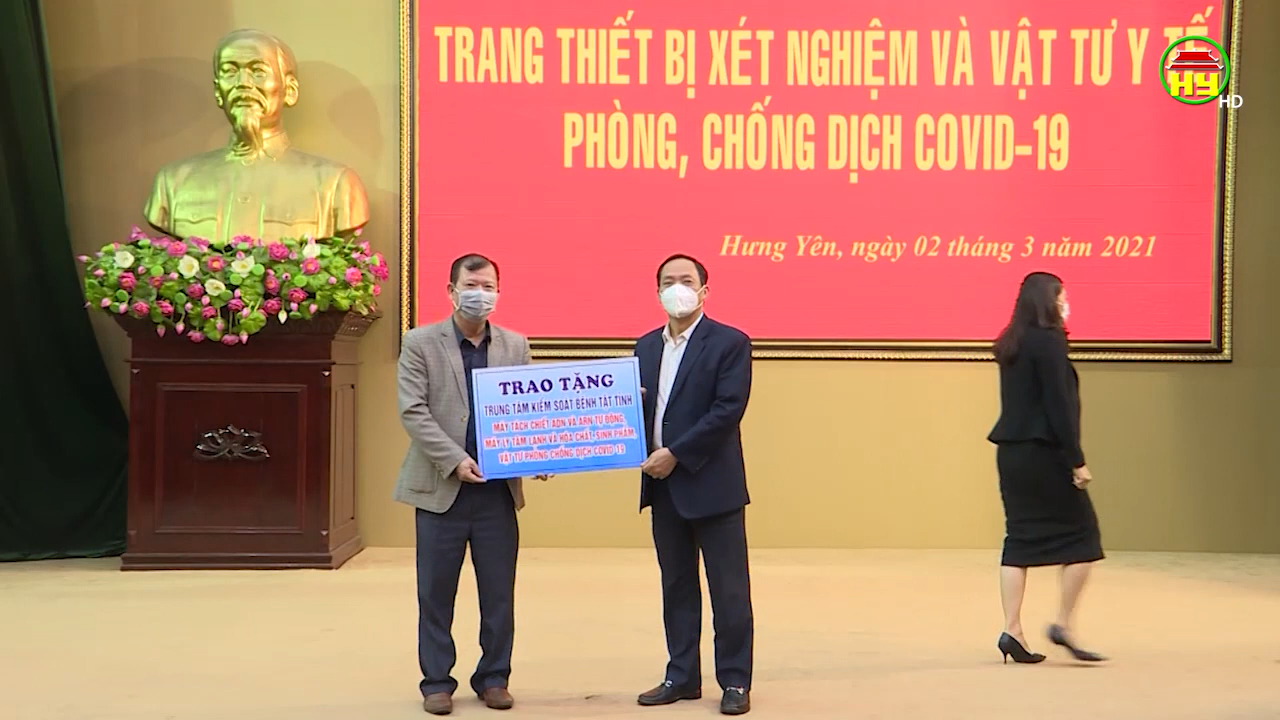 TRANG THIẾT BỊ XÉT NGHIỆM VÀ VẬT TƯ Y TẾ
PHÒNG, CHỐNG DỊCH COVID-19
Hưng Yên, ngày 02 tháng 3 năm 2021
HY
HD
TRAO TẶNG
TRUNG TÂM KIỂM SOÁT BỆNH TẬT TỈNH
MÁY TÁCH CHIẾT ADN VÀ ARN TỰ ĐỘNG,
MÁY LY TÂM LẠNH VÀ HÓA CHẤT, SINH PHẨM,
VẬT TƯ PHÒNG CHỐNG DỊCH COVID -19